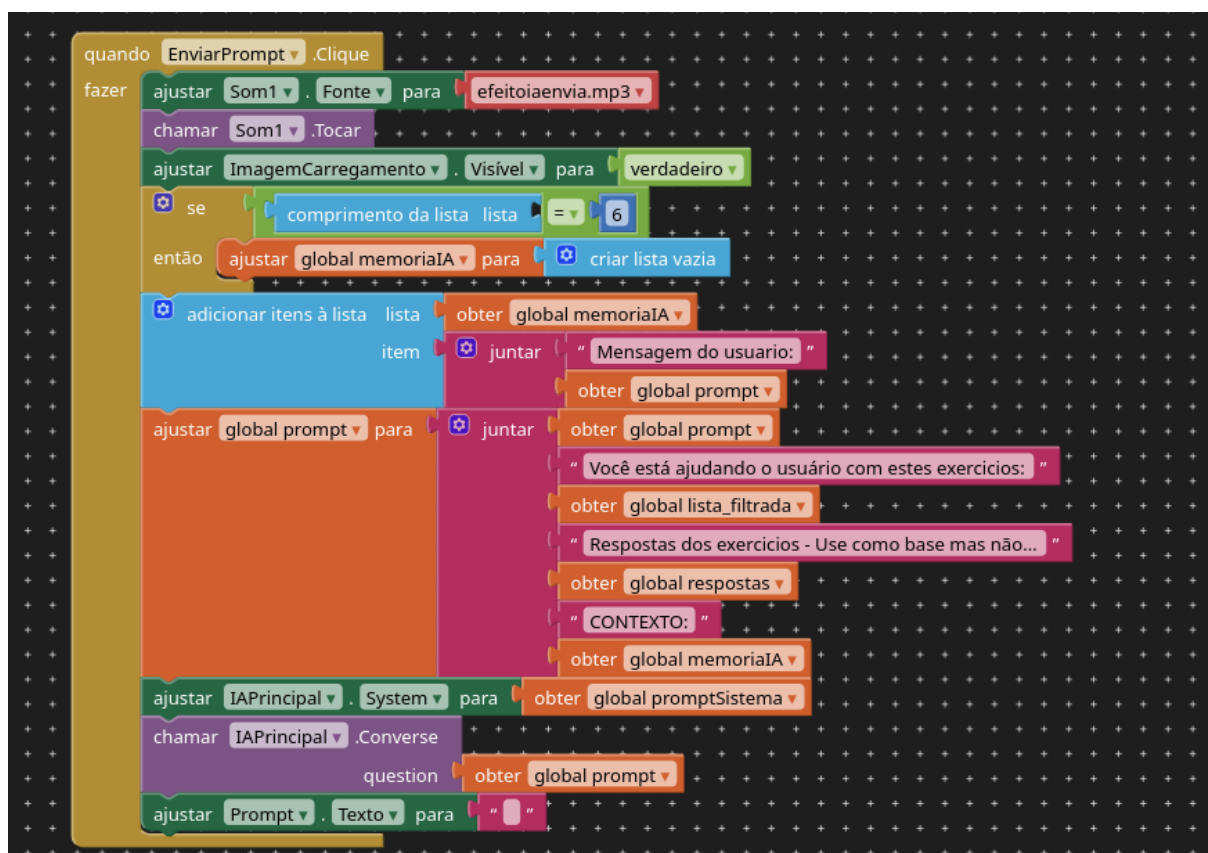 quando EnviarPrompt .Clique
fazer ajustar Som1 . Fonte para efeitoiaenvia.mp3
chamar Som1 .Tocar
ajustar ImagemCarregamento . Visível para verdadeiro
se comprimento da lista lista = 6
então ajustar global memoriaIA para criar lista vazia
adicionar itens à lista lista obter global memoriaIA
item juntar " Mensagem do usuario: "
obter global prompt
ajustar global prompt para juntar obter global prompt
" Você está ajudando o usuário com estes exercicios: "
obter global lista_filtrada
" Respostas dos exercicios - Use como base mas não... "
obter global respostas
" CONTEXTO: "
obter global memoriaIA
ajustar IAPrincipal . System para obter global promptSistema
chamar IAPrincipal .Converse
question obter global prompt
ajustar Prompt . Texto para " "